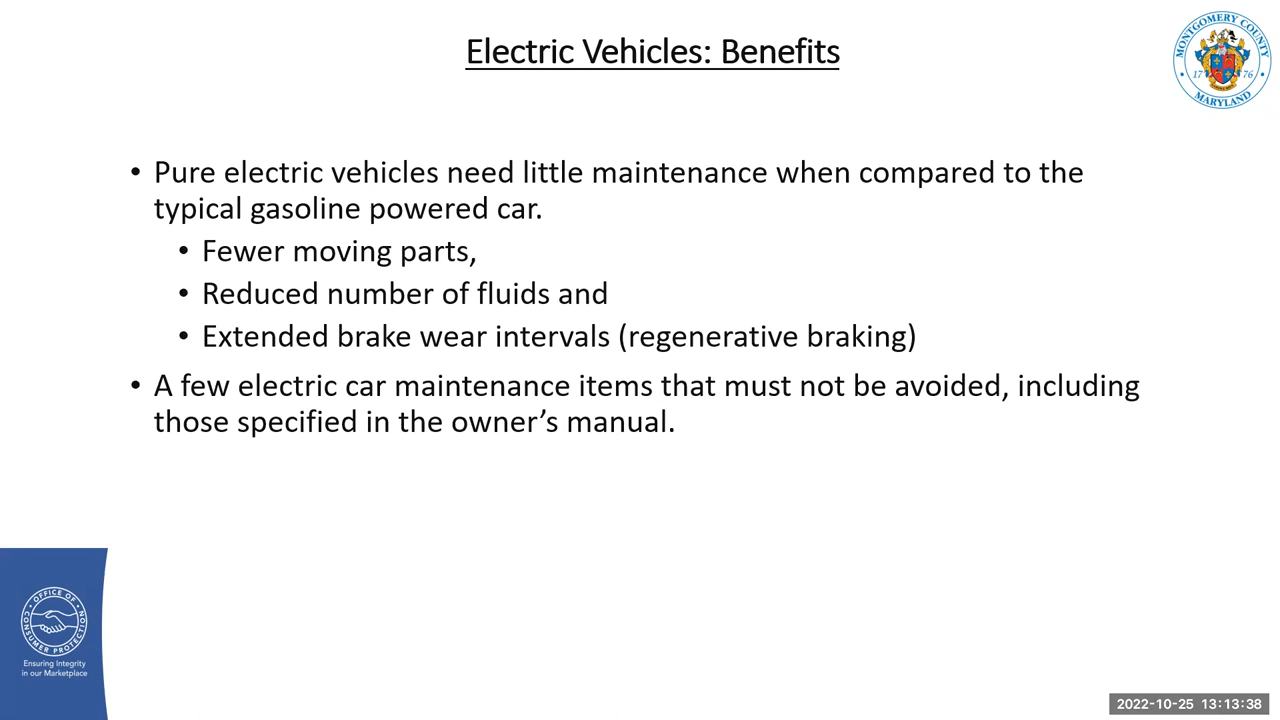 Electric Vehicles: Benefits
MONTGOMERY COUNTY
17 76
MARYLAND
• Pure electric vehicles need little maintenance when compared to the
typical gasoline powered car.
• Fewer moving parts,
• Reduced number of fluids and
• Extended brake wear intervals (regenerative braking)
• A few electric car maintenance items that must not be avoided, including
those specified in the owner’s manual.
OFFICE OF
CONSUMER PROTECTION
Ensuring Integrity
in our Marketplace
2022-10-25 13:13:38